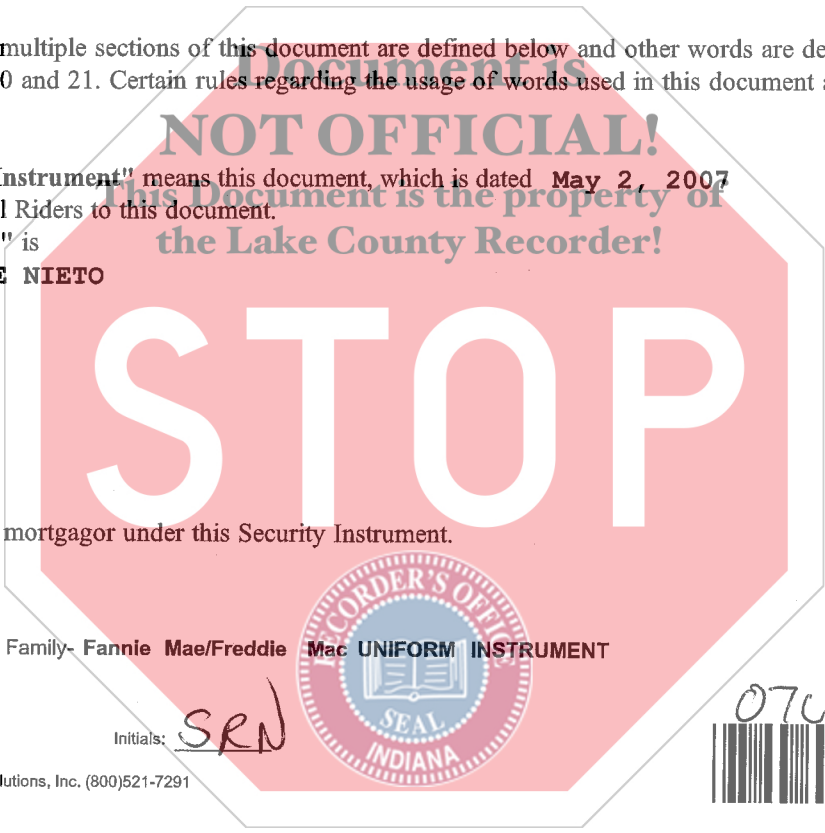 multiple sections of this document are defined below and other words are de
Document is
0 and 21. Certain rules regarding the usage of words used in this document a
NOT OFFICIAL!
Instrument" means this document, which is dated May 2, 2007
This Document is the property of
l Riders to this document.
the Lake County Recorder!
" is
E NIETO
STOP
mortgagor under this Security Instrument.
RECORDER'S OFFICE
Family- Fannie Mae/Freddie Mac UNIFORM INSTRUMENT
SEAL
INDIANA
Initials: SRN
070
lutions, Inc. (800)521-7291